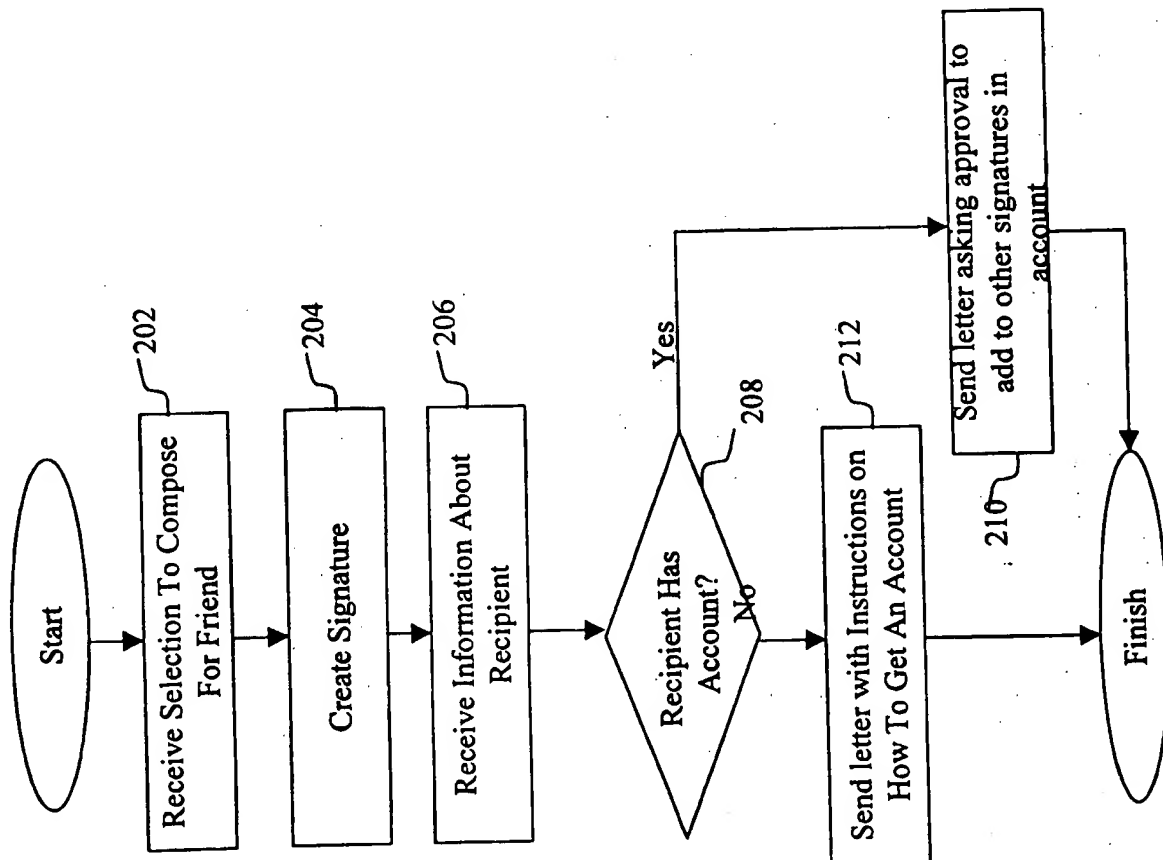 Start
202
Receive Selection To Compose
For Friend
204
Create Signature
206
Receive Information About
Recipient
208
Recipient Has
Account?
Yes
No
210
Send letter asking approval to
add to other signatures in
account
212
Send letter with Instructions on
How To Get An Account
Finish